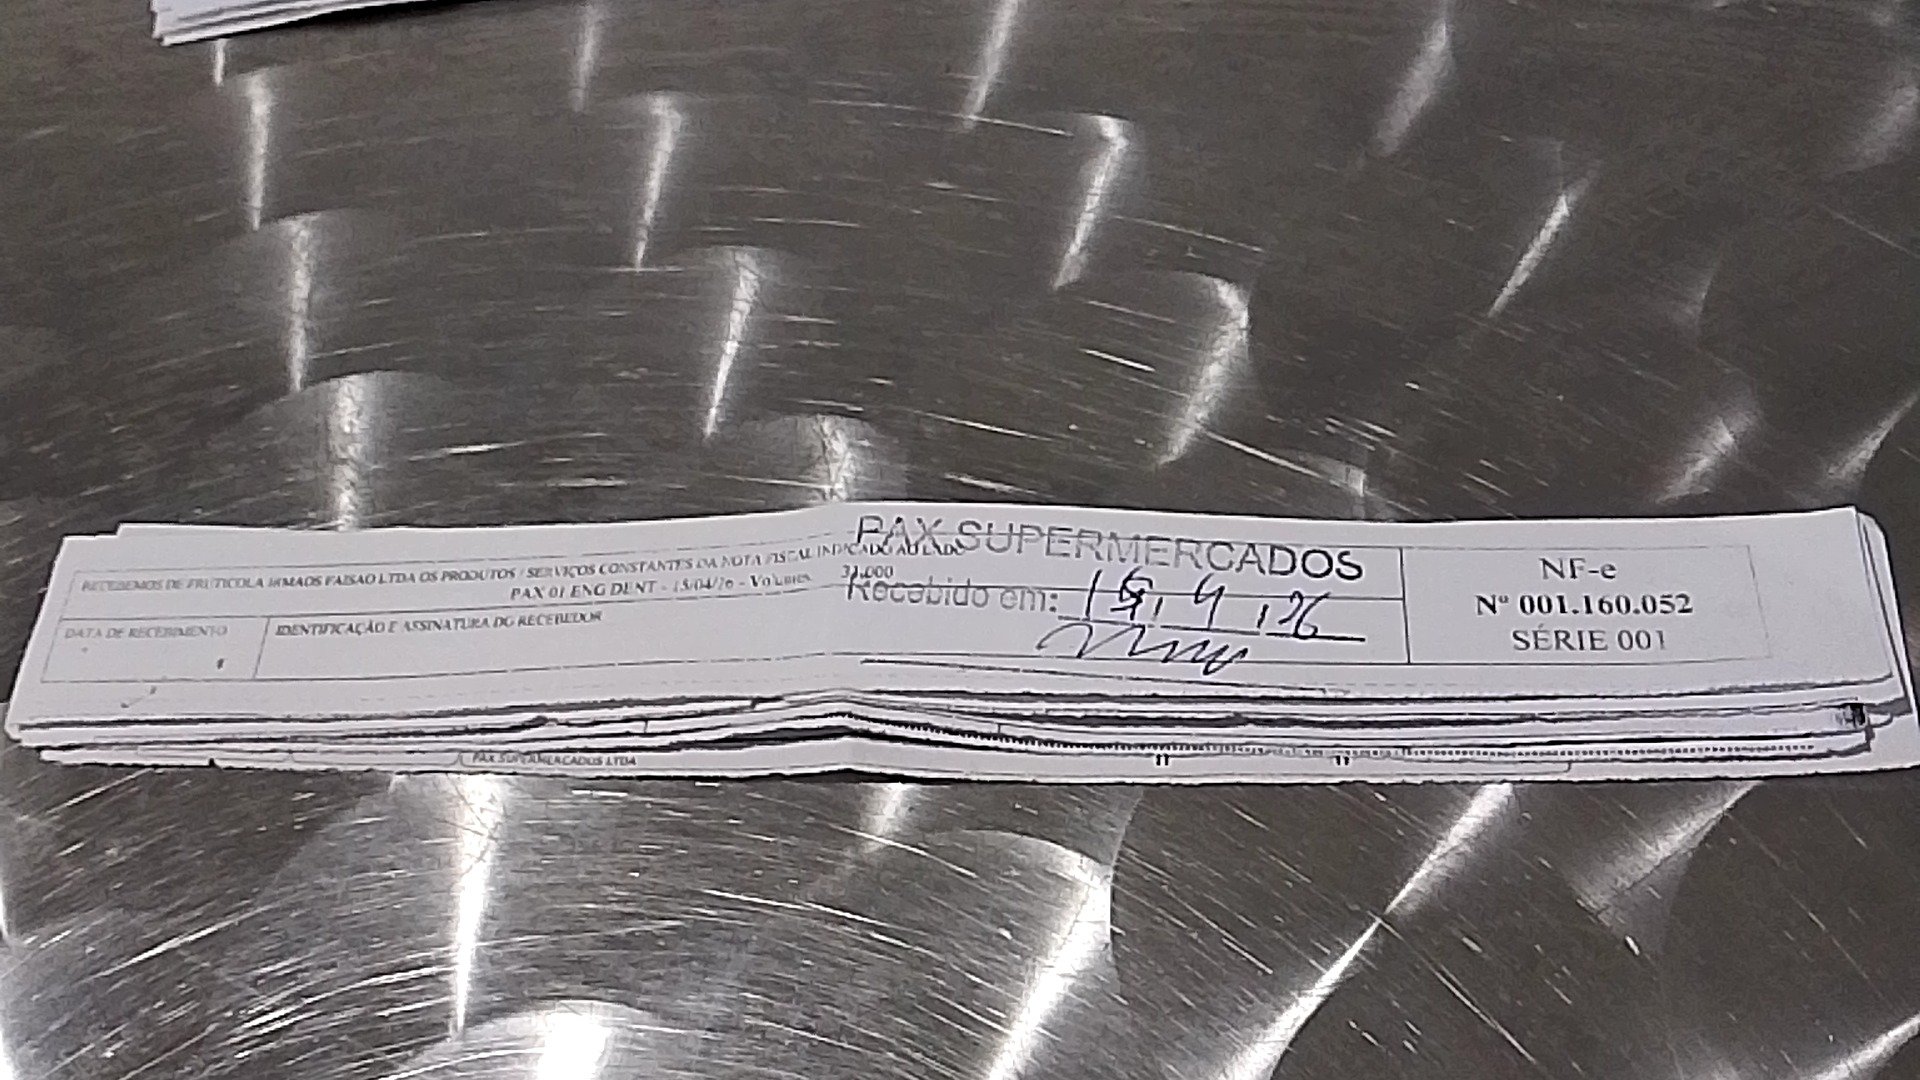 PAX SUPERMERCADOS
RECEBEMOS DE FRUTICOLA IRMAOS FAISAO LTDA OS PRODUTOS / SERVIÇOS CONSTANTES DA NOTA FISCAL INDICADO AO LADO
PAX 01 ENG DENT - 15/04/26 - Volumes 31,000
Recebido em: 4 26
DATA DE RECEBIMENTO
IDENTIFICAÇÃO E ASSINATURA DO RECEBEDOR
NF-e
Nº 001.160.052
SÉRIE 001
PAX SUPERMERCADOS LTDA